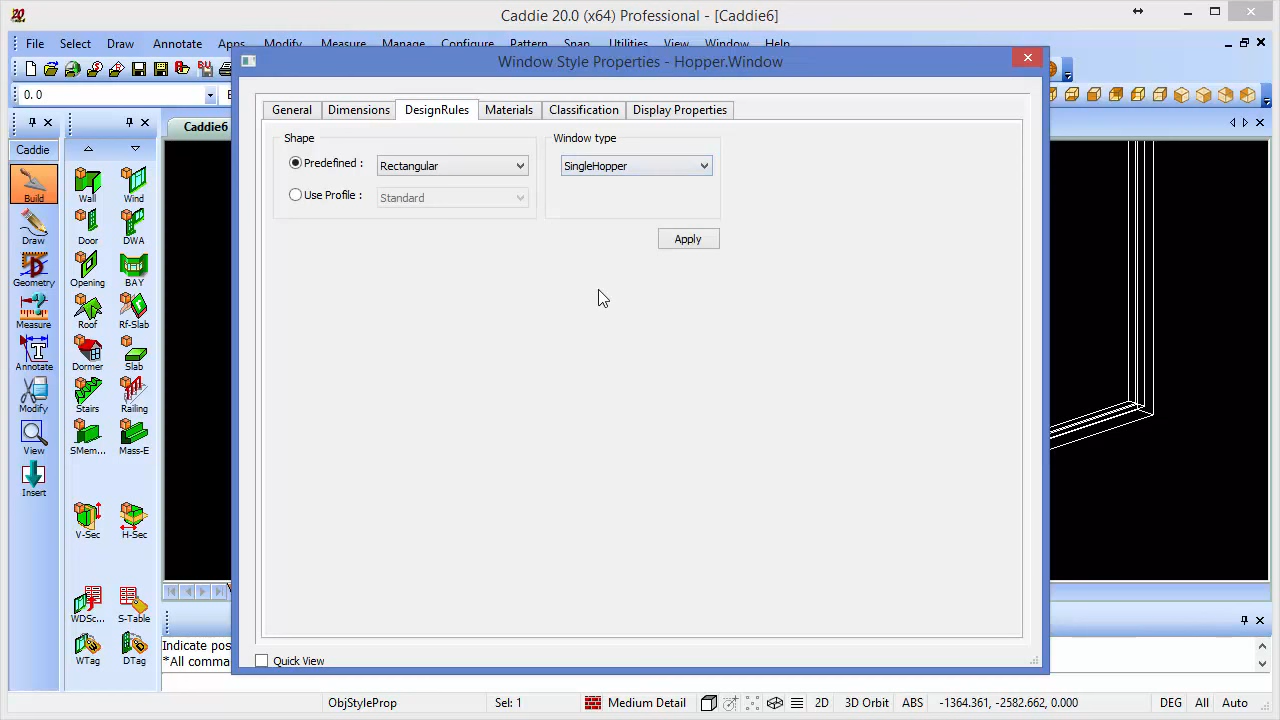 20
Caddie 20.0 (x64) Professional - [Caddie6]
File Select Draw Annotate Apps Modify Measure Manage Configure Pattern Snap Utilities View Window Help
Window Style Properties - Hopper.Window
0. 0
General Dimensions DesignRules Materials Classification Display Properties
Caddie6
Shape Window type
Caddie
Predefined : Rectangular SingleHopper
Use Profile : Standard
Apply
Build Wall Wind
Draw Door DWA
Geometry Opening BAY
Measure Roof Rf-Slab
Annotate Dormer Slab
Modify Stairs Railing
View SMem... Mass-E
Insert
V-Sec H-Sec
WDSc... S-Table
WTag DTag
Indicate pos
*All comma
Quick View
ObjStyleProp Sel: 1 Medium Detail 2D 3D Orbit ABS -1364.361, -2582.662, 0.000 DEG All Auto